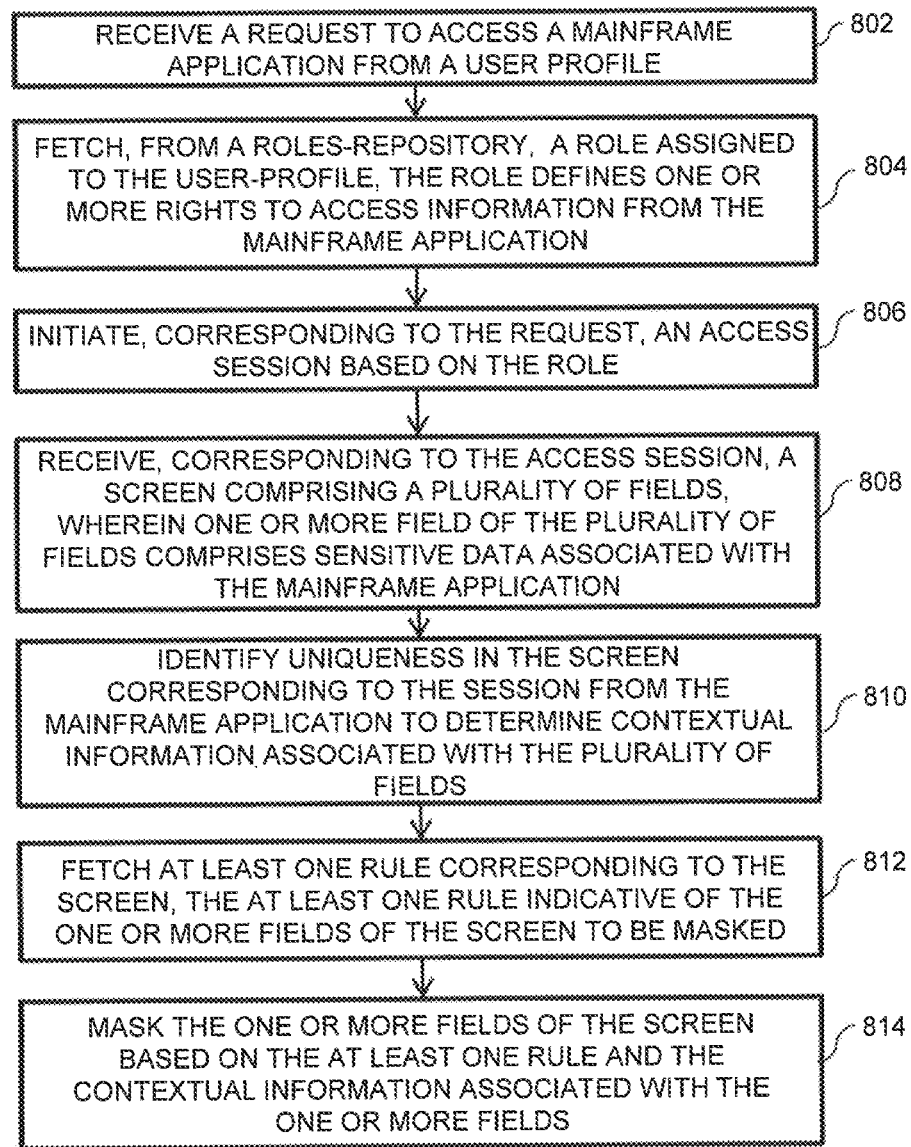 RECEIVE A REQUEST TO ACCESS A MAINFRAME
APPLICATION FROM A USER PROFILE
802
FETCH, FROM A ROLES-REPOSITORY, A ROLE ASSIGNED
TO THE USER-PROFILE, THE ROLE DEFINES ONE OR
MORE RIGHTS TO ACCESS INFORMATION FROM THE
MAINFRAME APPLICATION
804
INITIATE, CORRESPONDING TO THE REQUEST, AN ACCESS
SESSION BASED ON THE ROLE
806
RECEIVE, CORRESPONDING TO THE ACCESS SESSION, A
SCREEN COMPRISING A PLURALITY OF FIELDS,
WHEREIN ONE OR MORE FIELD OF THE PLURALITY OF
FIELDS COMPRISES SENSITIVE DATA ASSOCIATED WITH
THE MAINFRAME APPLICATION
808
IDENTIFY UNIQUENESS IN THE SCREEN
CORRESPONDING TO THE SESSION FROM THE
MAINFRAME APPLICATION TO DETERMINE CONTEXTUAL
INFORMATION ASSOCIATED WITH THE PLURALITY OF
FIELDS
810
FETCH AT LEAST ONE RULE CORRESPONDING TO THE
SCREEN, THE AT LEAST ONE RULE INDICATIVE OF THE
ONE OR MORE FIELDS OF THE SCREEN TO BE MASKED
812
MASK THE ONE OR MORE FIELDS OF THE SCREEN
BASED ON THE AT LEAST ONE RULE AND THE
CONTEXTUAL INFORMATION ASSOCIATED WITH THE
ONE OR MORE FIELDS
814